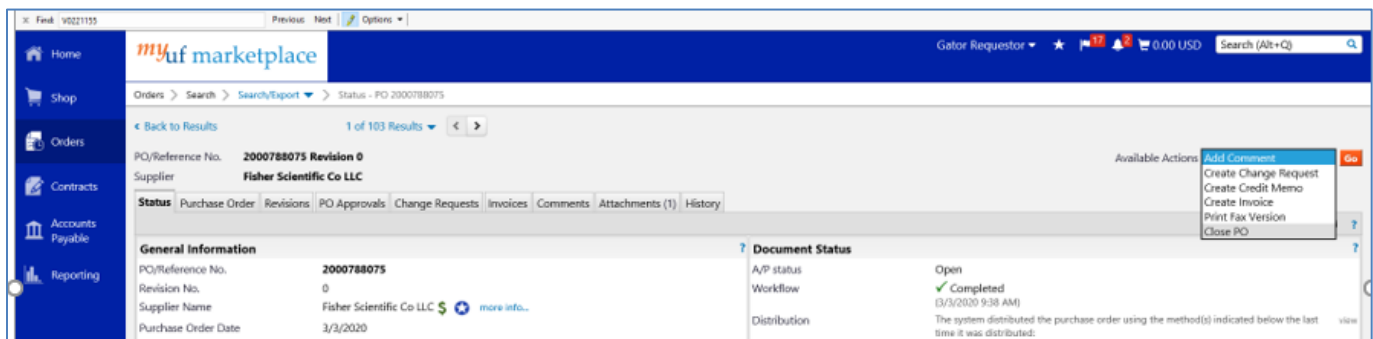 × Find: V0221155 Previous Next Options
Home
myuf marketplace
Gator Requestor ★ 17 2 0.00 USD Search (Alt+Q)
Shop
Orders > Search > Search/Export > Status - PO 2000788075
Orders
Back to Results 1 of 103 Results < >
PO/Reference No. 2000788075 Revision 0
Supplier Fisher Scientific Co LLC
Available Actions Add Comment Go
Create Change Request
Create Credit Memo
Create Invoice
Print Fax Version
Close PO
Contracts
Accounts Payable
Reporting
Status Purchase Order Revisions PO Approvals Change Requests Invoices Comments Attachments (1) History
?
General Information ?
PO/Reference No. 2000788075
Revision No. 0
Supplier Name Fisher Scientific Co LLC $ more info...
Purchase Order Date 3/3/2020
Document Status ?
A/P status Open
Workflow ✓ Completed
(3/3/2020 9:38 AM)
Distribution The system distributed the purchase order using the method(s) indicated below the last view
time it was distributed: